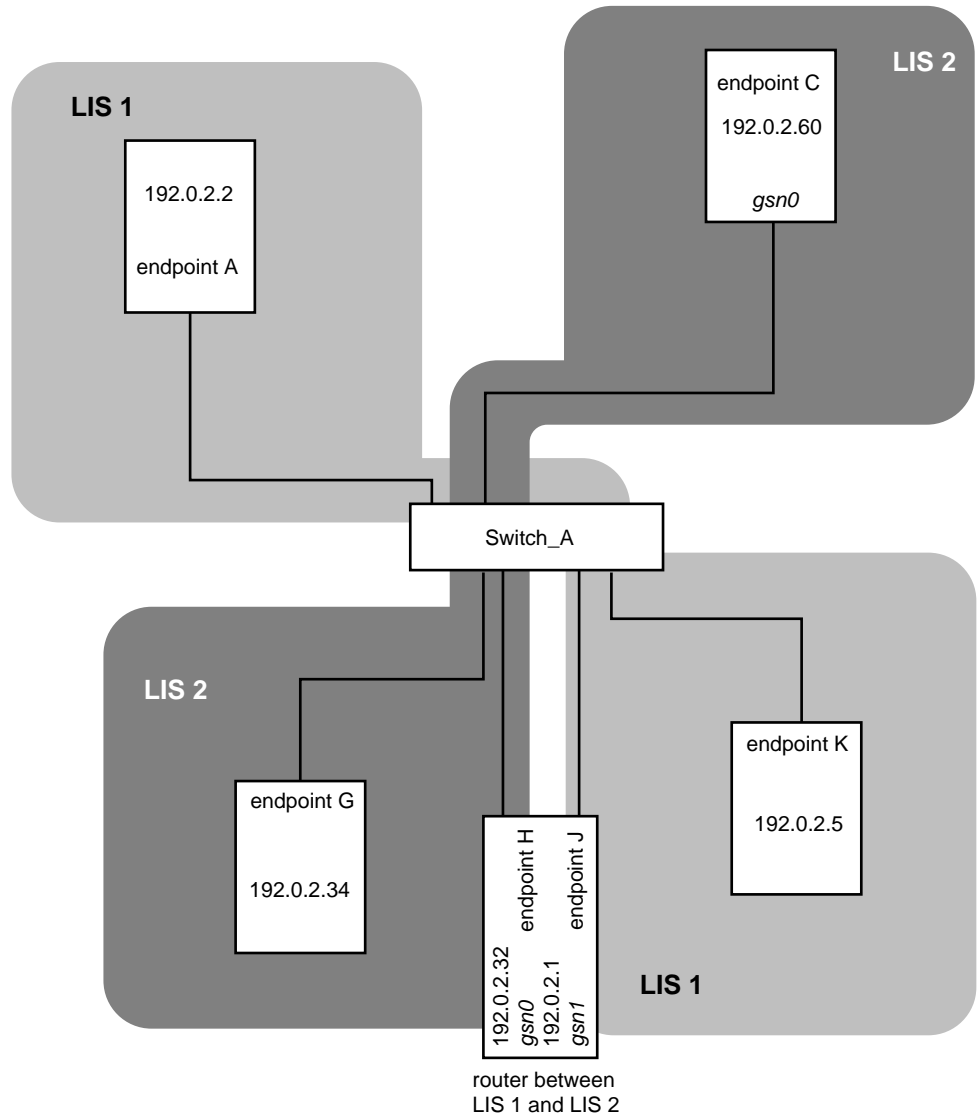 LIS 1
192.0.2.2
endpoint A
LIS 2
endpoint C
192.0.2.60
gsn0
Switch_A
LIS 2
endpoint G
192.0.2.34
192.0.2.32
endpoint H
gsn0
192.0.2.1
endpoint J
gsn1
endpoint K
192.0.2.5
LIS 1
router between
LIS 1 and LIS 2